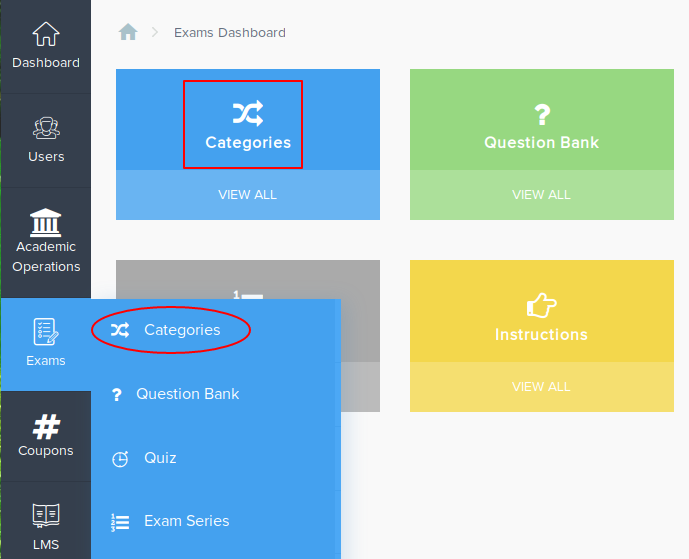 Dashboard
Users
Academic
Operations
Exams
Coupons
LMS
Exams Dashboard
Categories
VIEW ALL
Question Bank
VIEW ALL
Instructions
VIEW ALL
Categories
Question Bank
Quiz
Exam Series